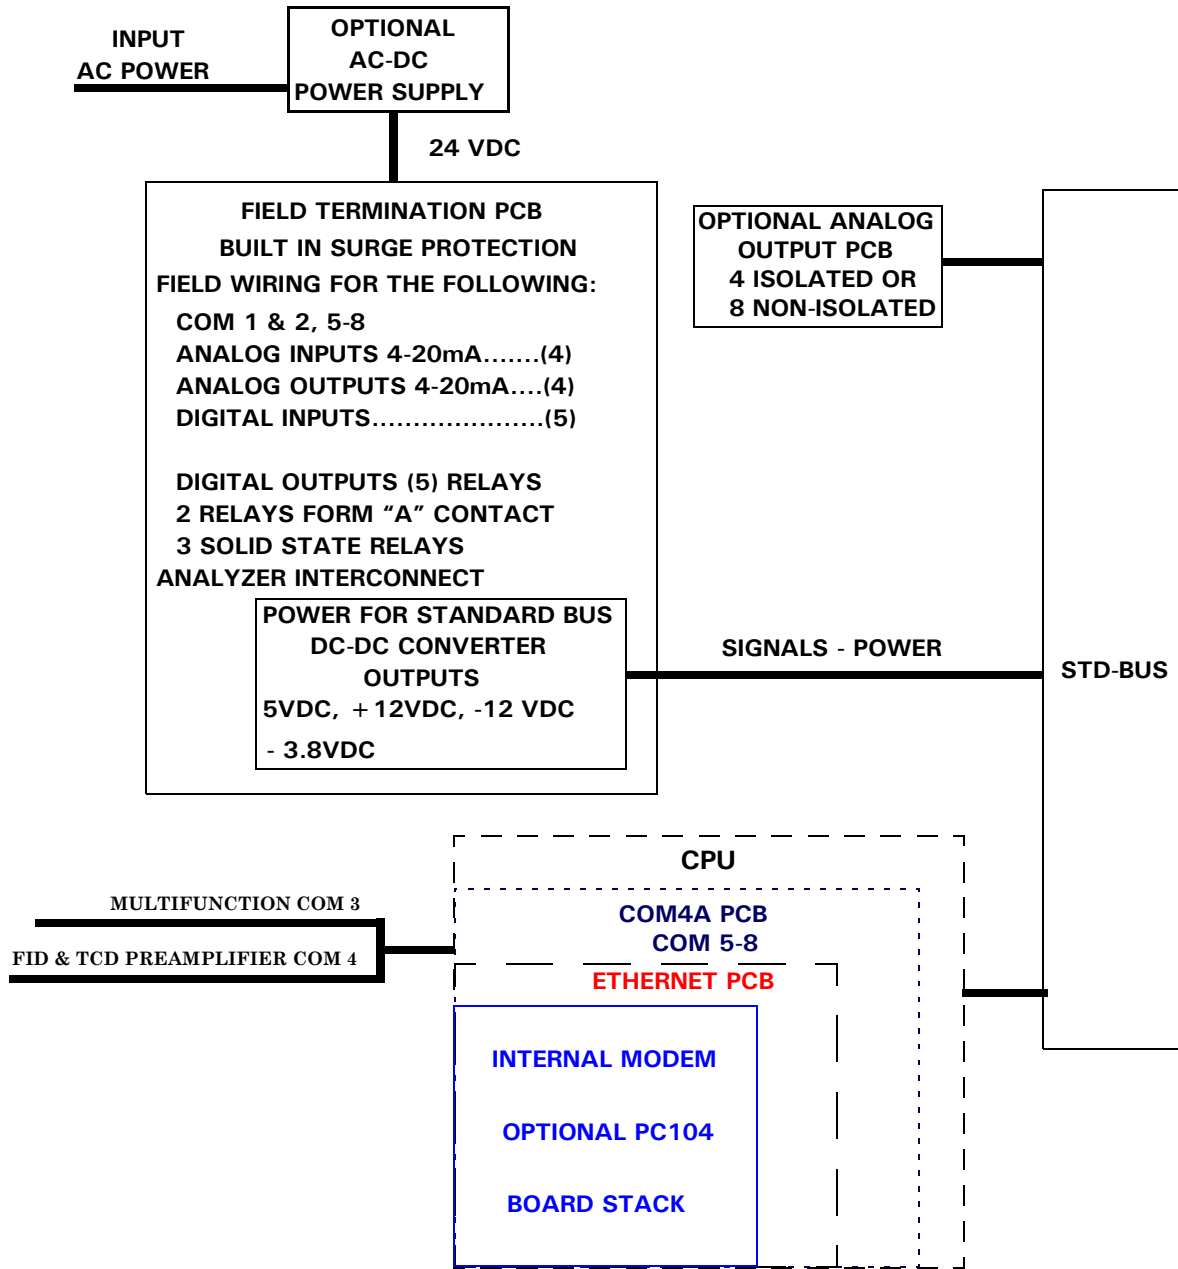 INPUT
AC POWER
OPTIONAL
AC-DC
POWER SUPPLY
24 VDC
FIELD TERMINATION PCB
BUILT IN SURGE PROTECTION
FIELD WIRING FOR THE FOLLOWING:
COM 1 & 2, 5-8
ANALOG INPUTS 4-20mA.......(4)
ANALOG OUTPUTS 4-20mA....(4)
DIGITAL INPUTS.....................(5)
DIGITAL OUTPUTS (5) RELAYS
2 RELAYS FORM “A” CONTACT
3 SOLID STATE RELAYS
ANALYZER INTERCONNECT
POWER FOR STANDARD BUS
DC-DC CONVERTER
OUTPUTS
5VDC, +12VDC, -12 VDC
- 3.8VDC
OPTIONAL ANALOG
OUTPUT PCB
4 ISOLATED OR
8 NON-ISOLATED
SIGNALS - POWER
STD-BUS
CPU
MULTIFUNCTION COM 3
FID & TCD PREAMPLIFIER COM 4
COM4A PCB
COM 5-8
ETHERNET PCB
INTERNAL MODEM
OPTIONAL PC104
BOARD STACK